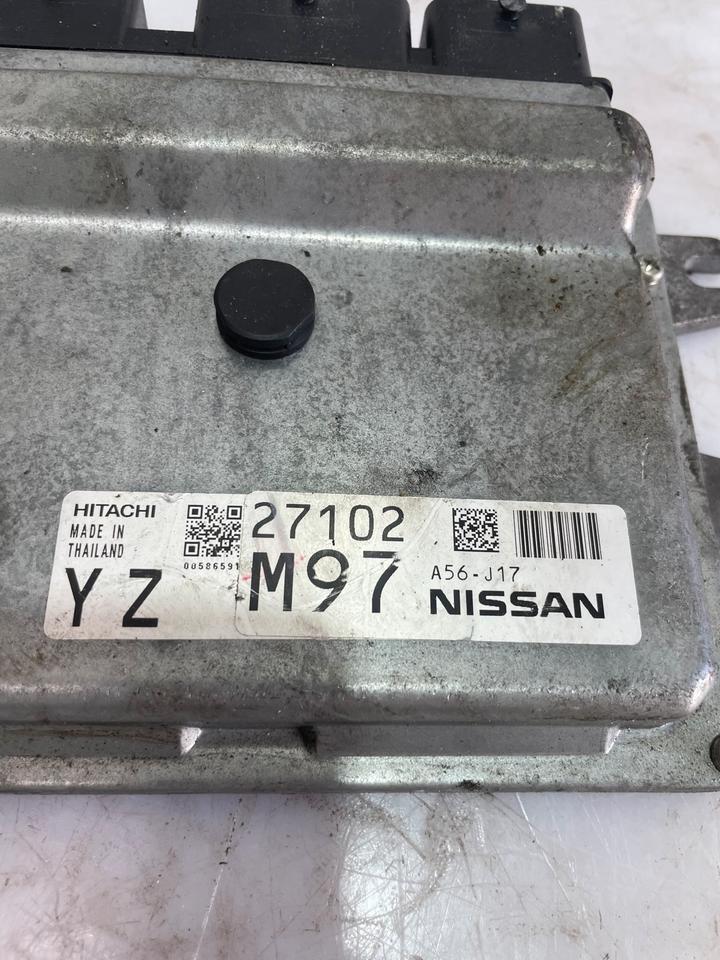 HITACHI
MADE IN
THAILAND
YZ
00586591
27102
M97
A56-J17
NISSAN